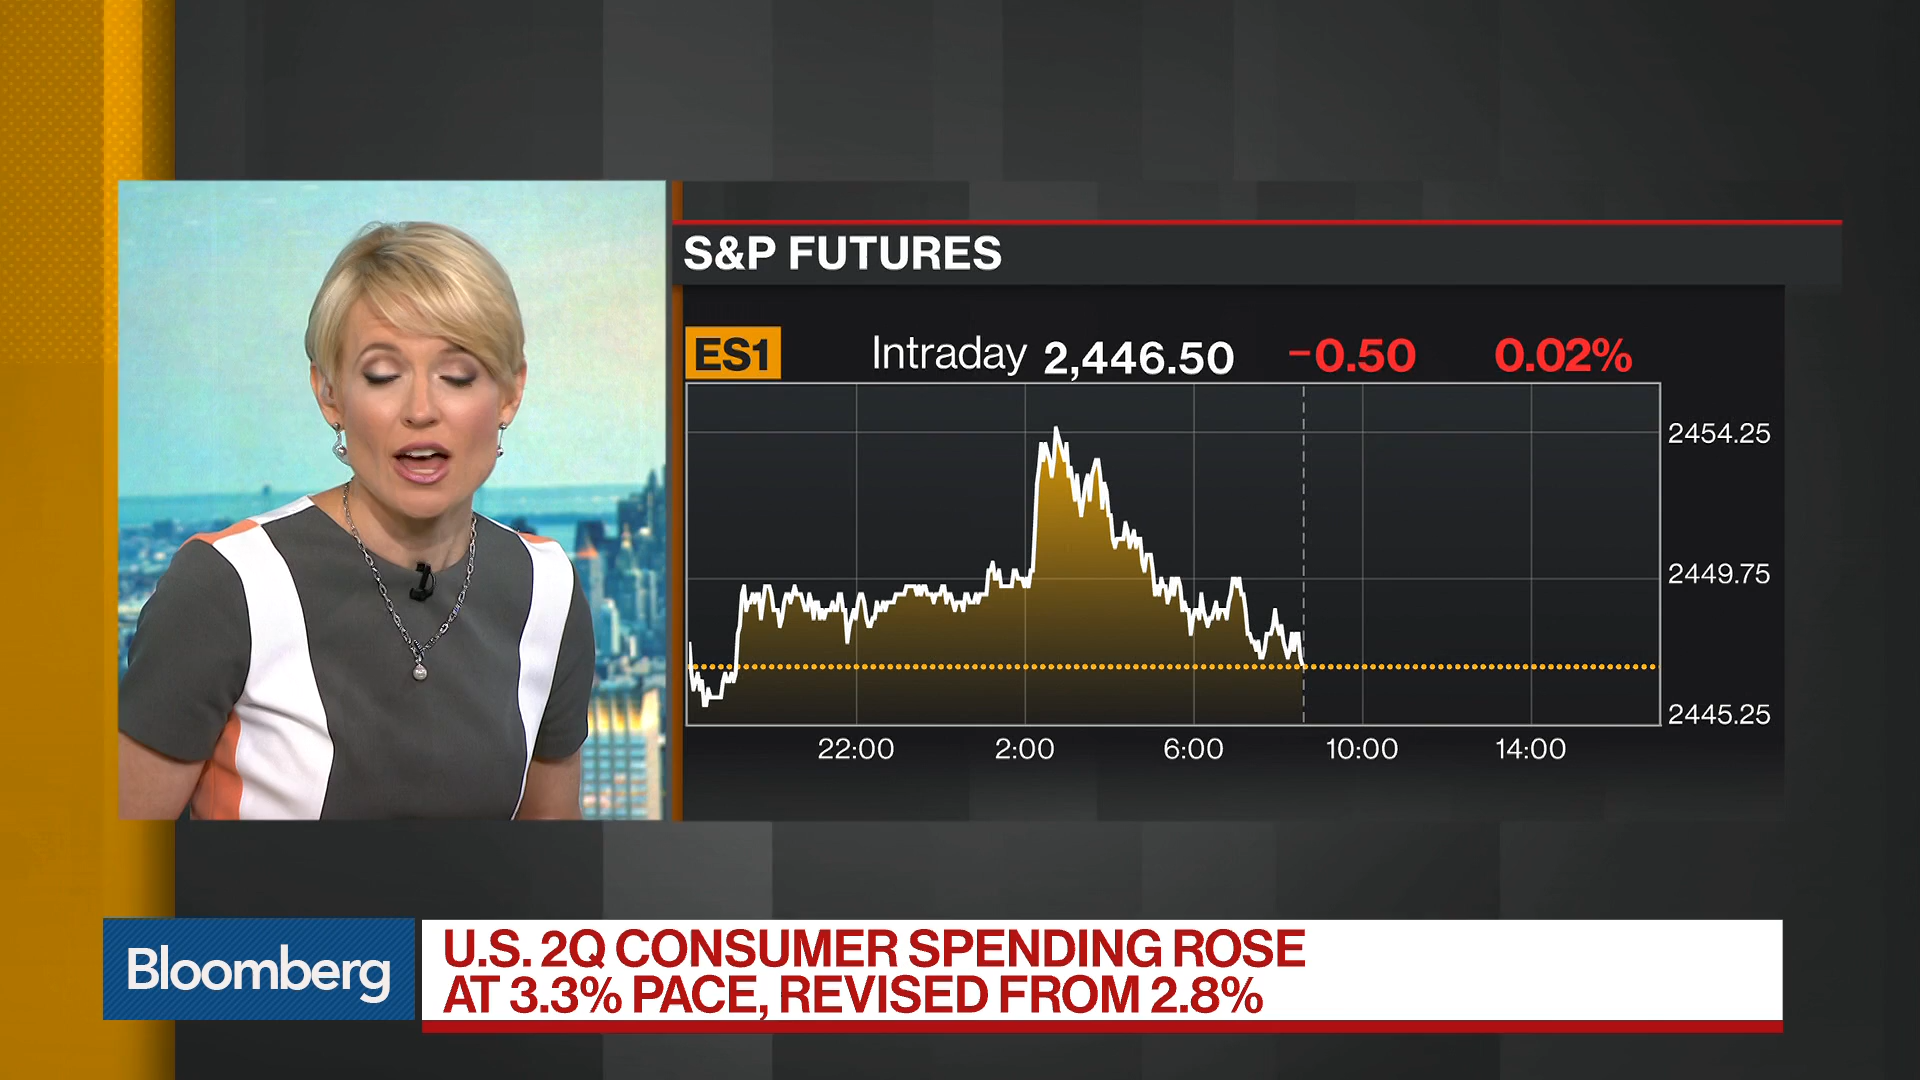 S&P FUTURES
ES1 Intraday 2,446.50 -0.50 0.02%
2454.25
2449.75
2445.25
22:00 2:00 6:00 10:00 14:00
Bloomberg
U.S. 2Q CONSUMER SPENDING ROSE
AT 3.3% PACE, REVISED FROM 2.8%